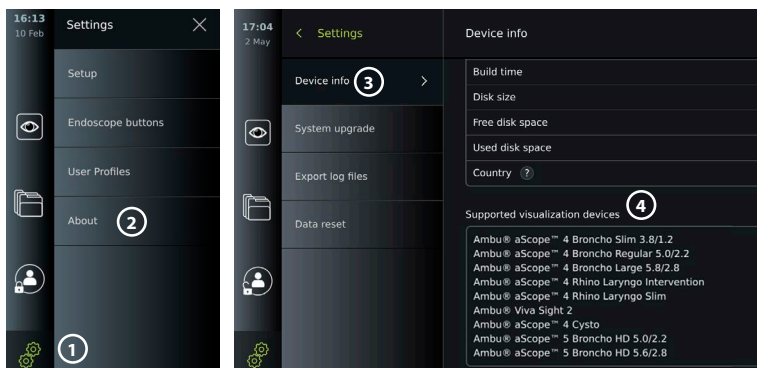 16:13
10 Feb
Settings
Setup
Endoscope buttons
User Profiles
About
2
1
17:04
2 May
< Settings
Device info
3
>
System upgrade
Export log files
Data reset
Device info
Build time
Disk size
Free disk space
Used disk space
Country ?
Supported visualization devices
4
Ambu® aScope™ 4 Broncho Slim 3.8/1.2
Ambu® aScope™ 4 Broncho Regular 5.0/2.2
Ambu® aScope™ 4 Broncho Large 5.8/2.8
Ambu® aScope™ 4 Rhino Laryngo Intervention
Ambu® aScope™ 4 Rhino Laryngo Slim
Ambu® Viva Sight 2
Ambu® aScope™ 4 Cysto
Ambu® aScope™ 5 Broncho HD 5.0/2.2
Ambu® aScope™ 5 Broncho HD 5.6/2.8